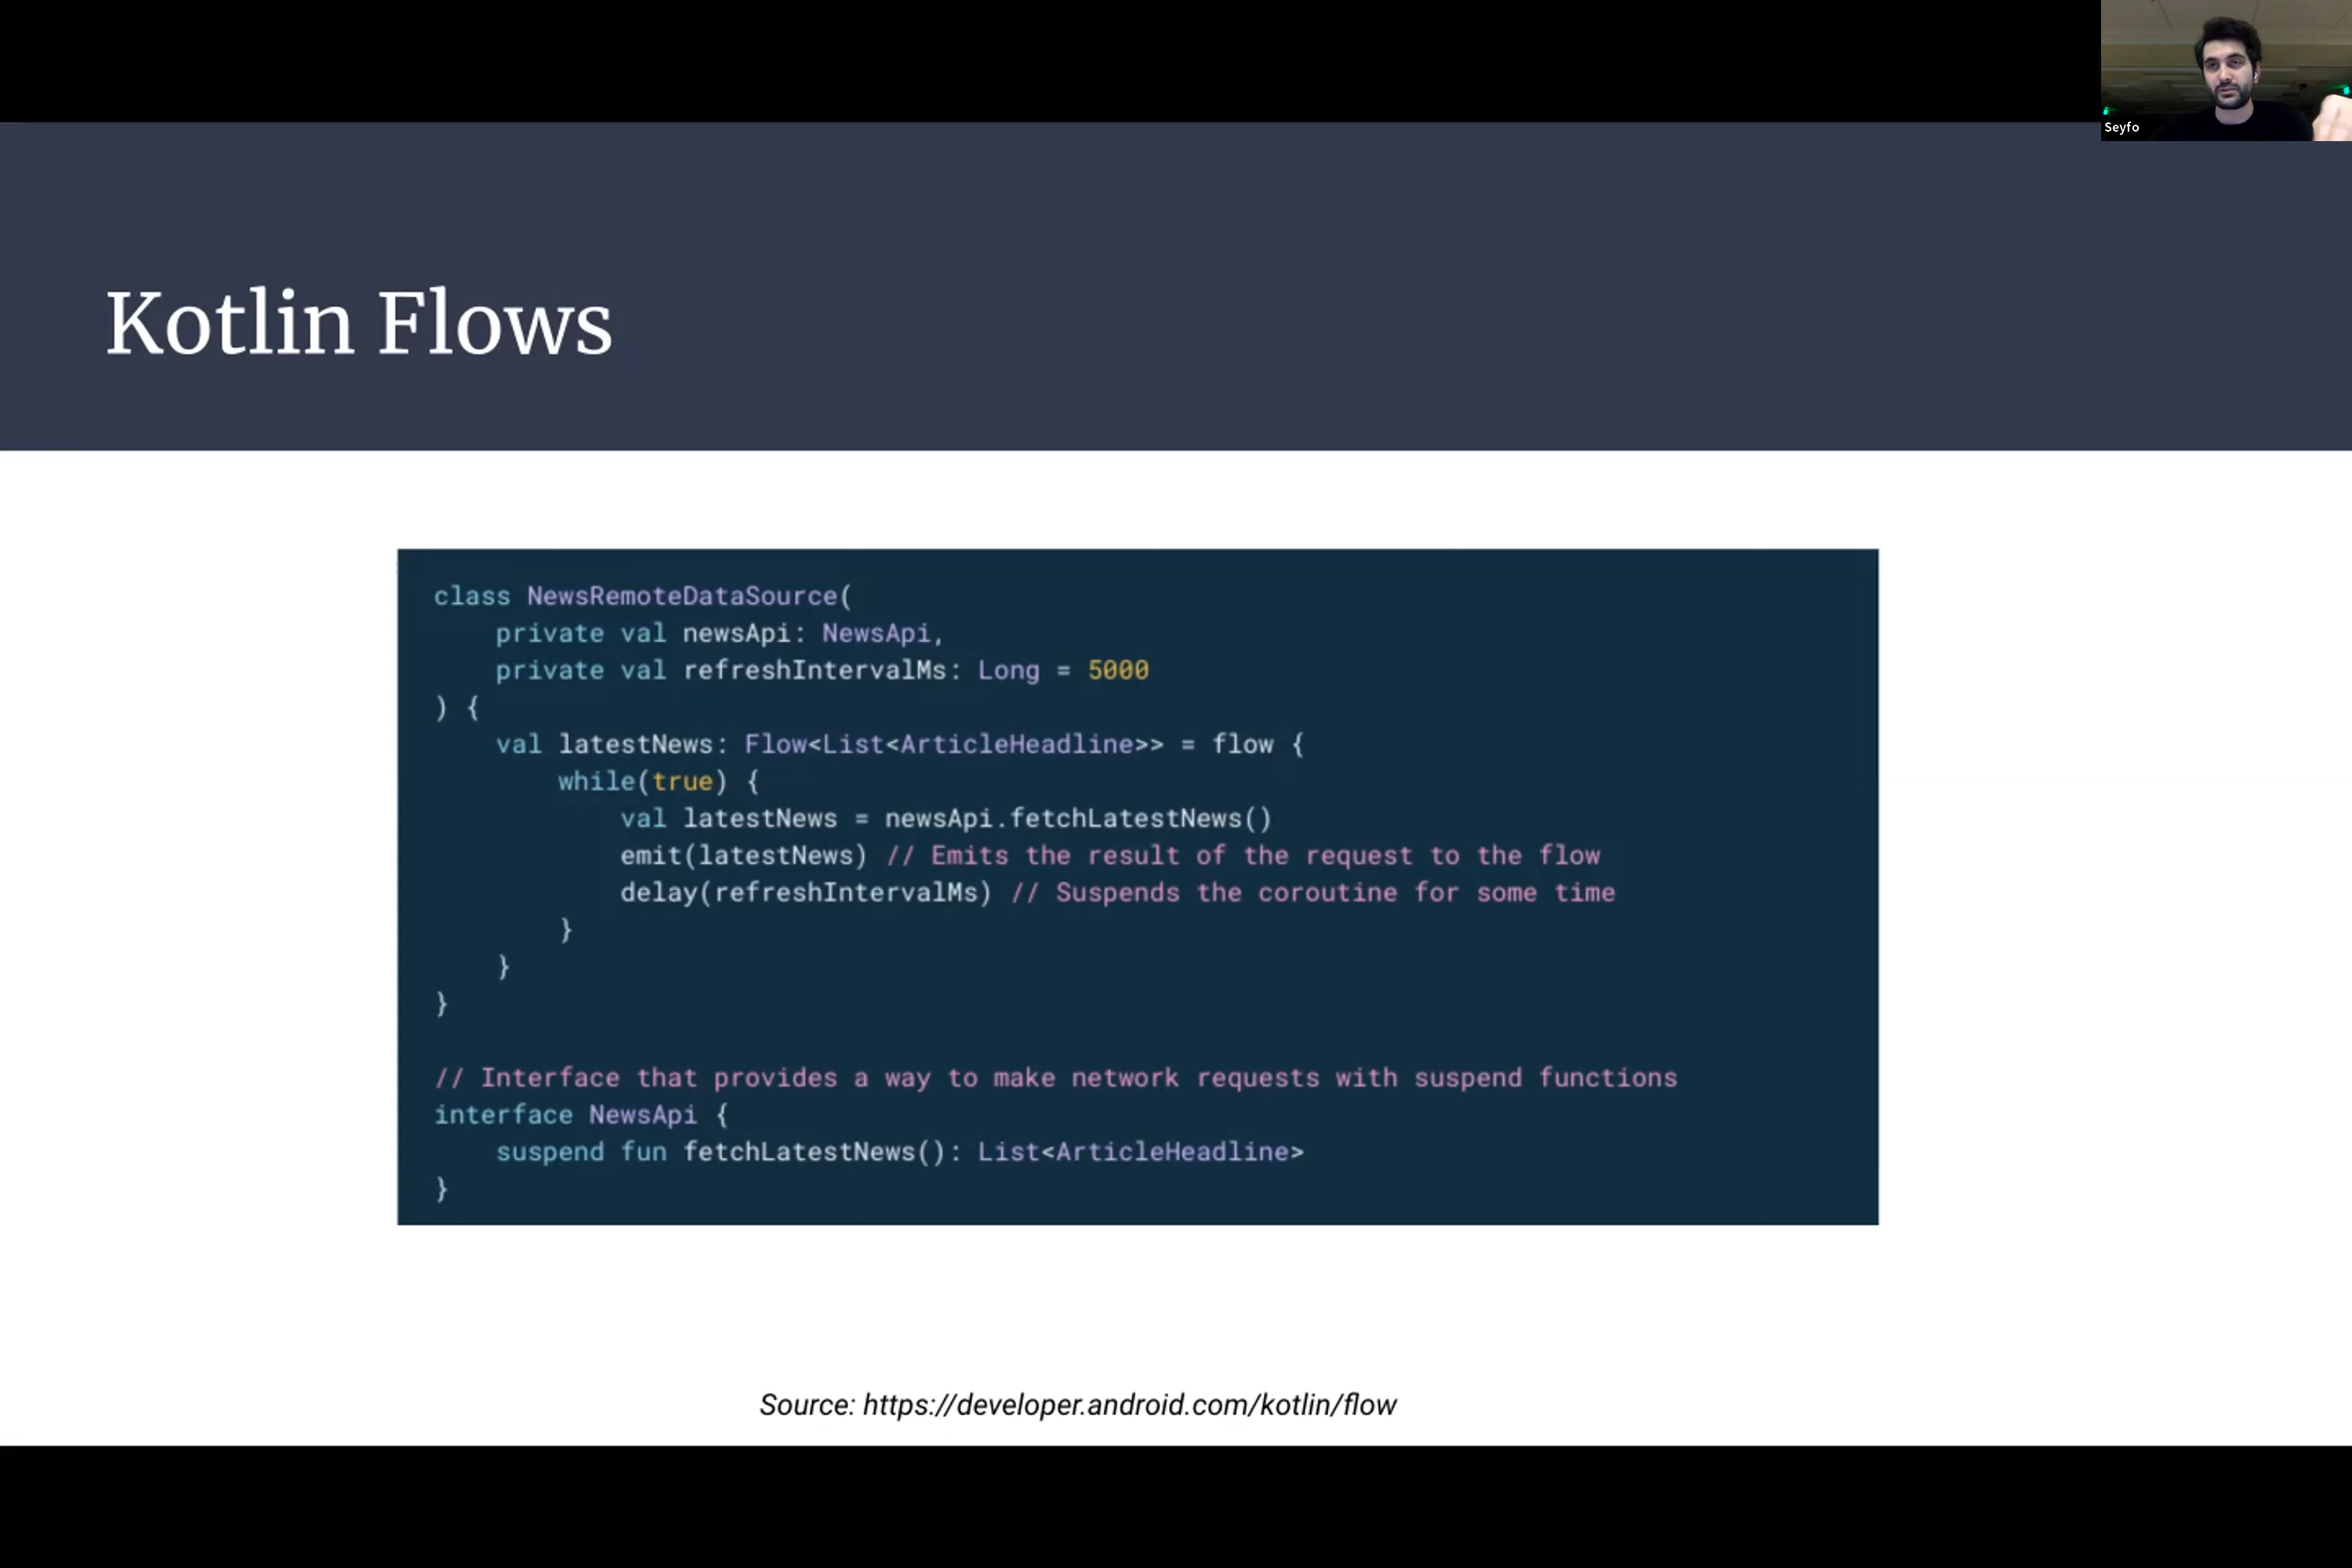 Seyfo
Kotlin Flows
class NewsRemoteDataSource(
    private val newsApi: NewsApi,
    private val refreshIntervalMs: Long = 5000
) {
    val latestNews: Flow<List<ArticleHeadline>> = flow {
        while(true) {
            val latestNews = newsApi.fetchLatestNews()
            emit(latestNews) // Emits the result of the request to the flow
            delay(refreshIntervalMs) // Suspends the coroutine for some time
        }
    }
}
// Interface that provides a way to make network requests with suspend functions
interface NewsApi {
    suspend fun fetchLatestNews(): List<ArticleHeadline>
}
Source: https://developer.android.com/kotlin/flow